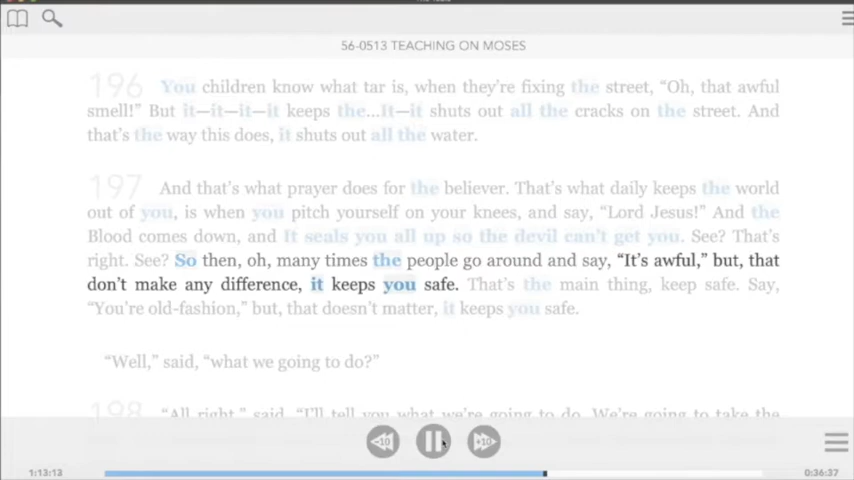 56-0513 TEACHING ON MOSES
196 You children know what tar is, when they’re fixing the street, “Oh, that awful
smell!” But it—it—it—it keeps the...It—it shuts out all the cracks on the street. And
that’s the way this does, it shuts out all the water.
197 And that’s what prayer does for the believer. That’s what daily keeps the world
out of you, is when you pitch yourself on your knees, and say, “Lord Jesus!” And the
Blood comes down, and It seals you all up so the devil can’t get you. See? That’s
right. See? So then, oh, many times the people go around and say, “It’s awful,” but, that
don’t make any difference, it keeps you safe. That’s the main thing, keep safe. Say,
“You’re old-fashion,” but, that doesn’t matter, it keeps you safe.
“Well,” said, “what we going to do?”
198 “All right,” said, “I’ll tell you what we’re going to do. We’re going to take the
-10 +10
1:13:13 0:36:37